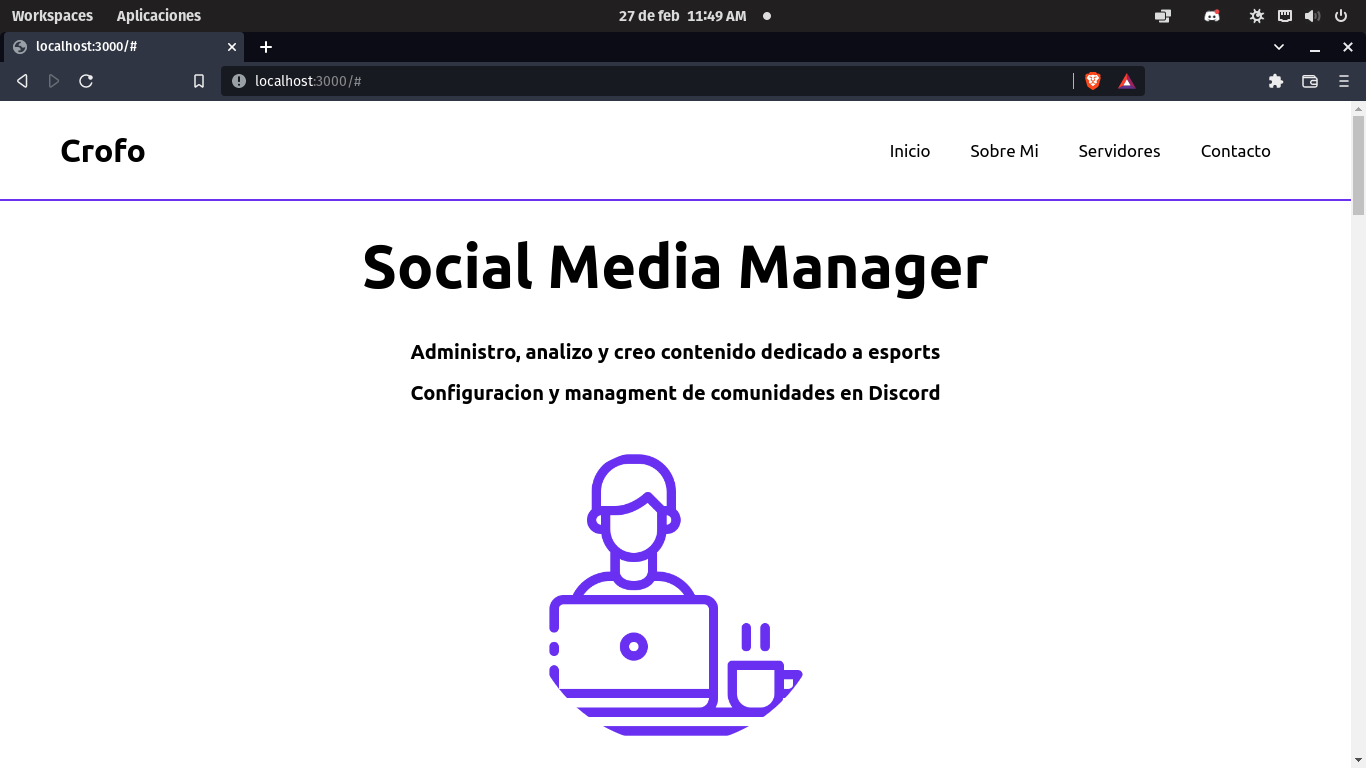 Workspaces Aplicaciones 27 de feb 11:49 AM
localhost:3000/#
localhost:3000/#
Crofo Inicio Sobre Mi Servidores Contacto
Social Media Manager
Administro, analizo y creo contenido dedicado a esports
Configuracion y managment de comunidades en Discord